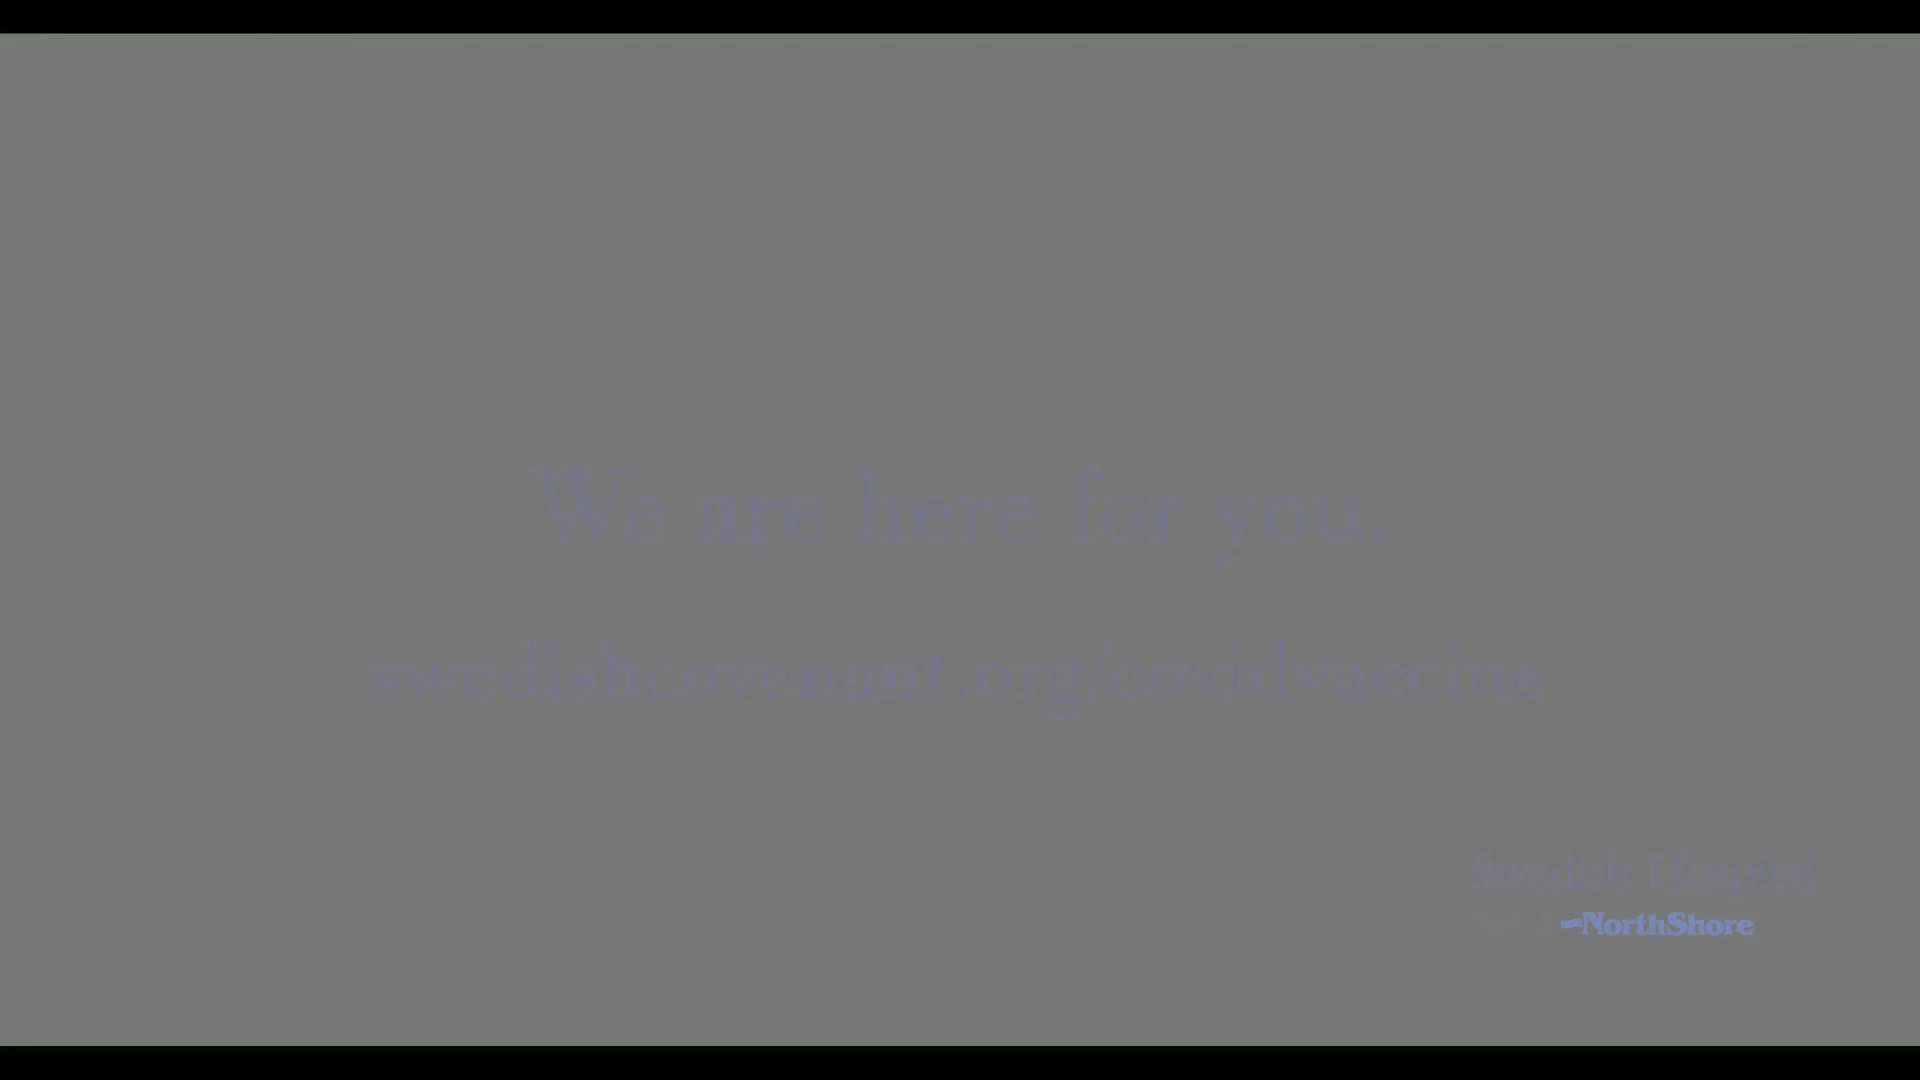 We are here for you.
swedishcovenant.org/covidvaccine
Swedish Hospital
NorthShore